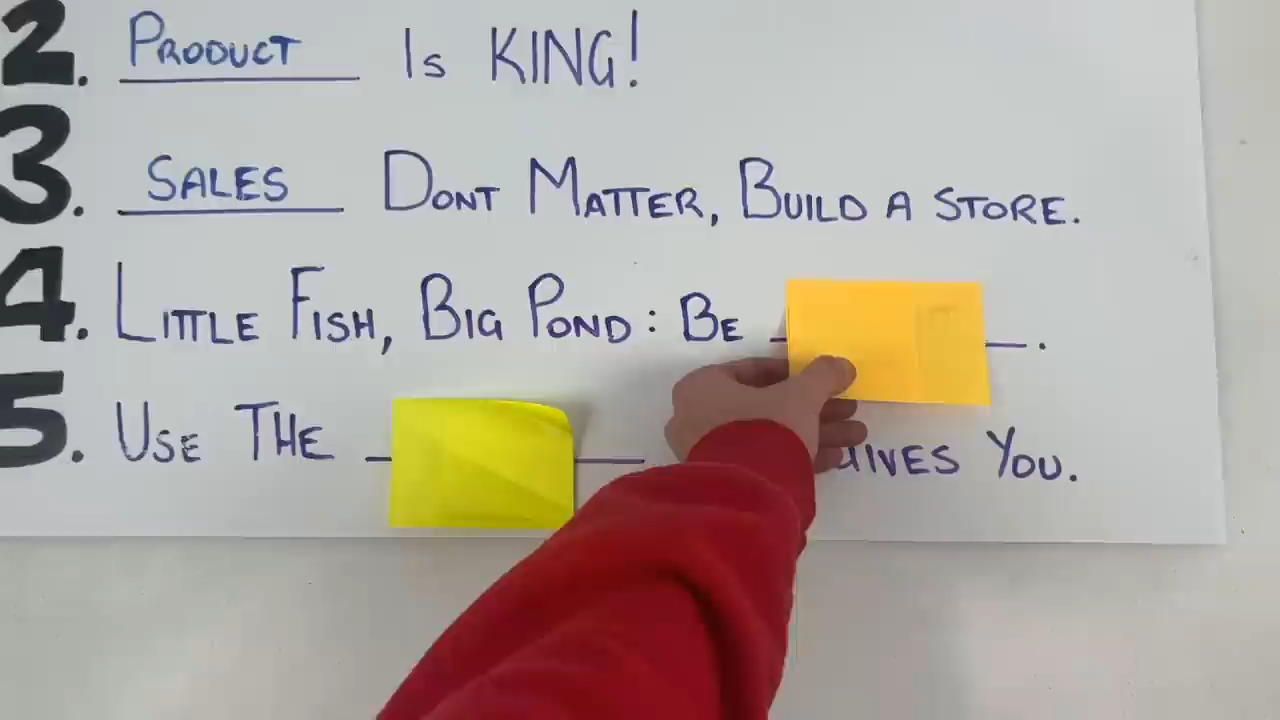 2. PRODUCT IS KING!
3. SALES DONT MATTER, BUILD A STORE.
4. LITTLE FISH, BIG POND: BE .
5. USE THE GIVES YOU.